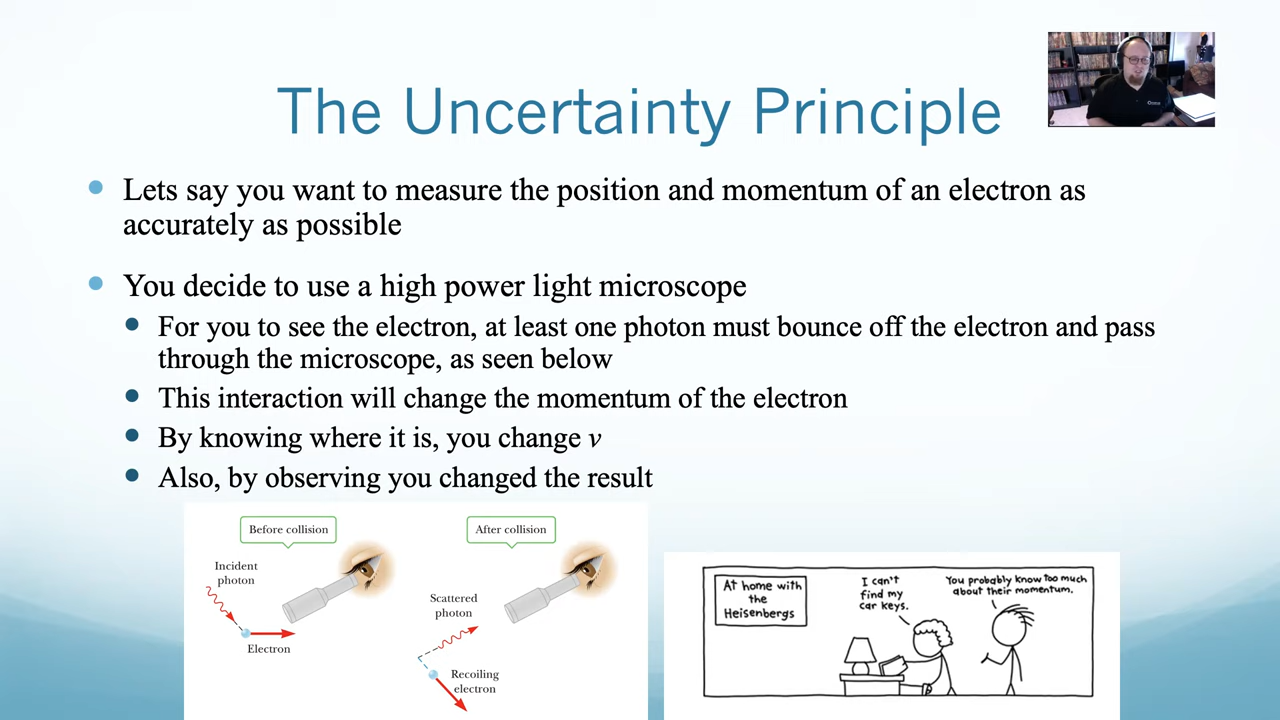 The Uncertainty Principle
Lets say you want to measure the position and momentum of an electron as
accurately as possible
You decide to use a high power light microscope
For you to see the electron, at least one photon must bounce off the electron and pass
through the microscope, as seen below
This interaction will change the momentum of the electron
By knowing where it is, you change v
Also, by observing you changed the result
Before collision
Incident
photon
Electron
After collision
Scattered
photon
Recoiling
electron
At home with
the
Heisenbergs
I can't
find my
car keys.
You probably know too much
about their momentum.